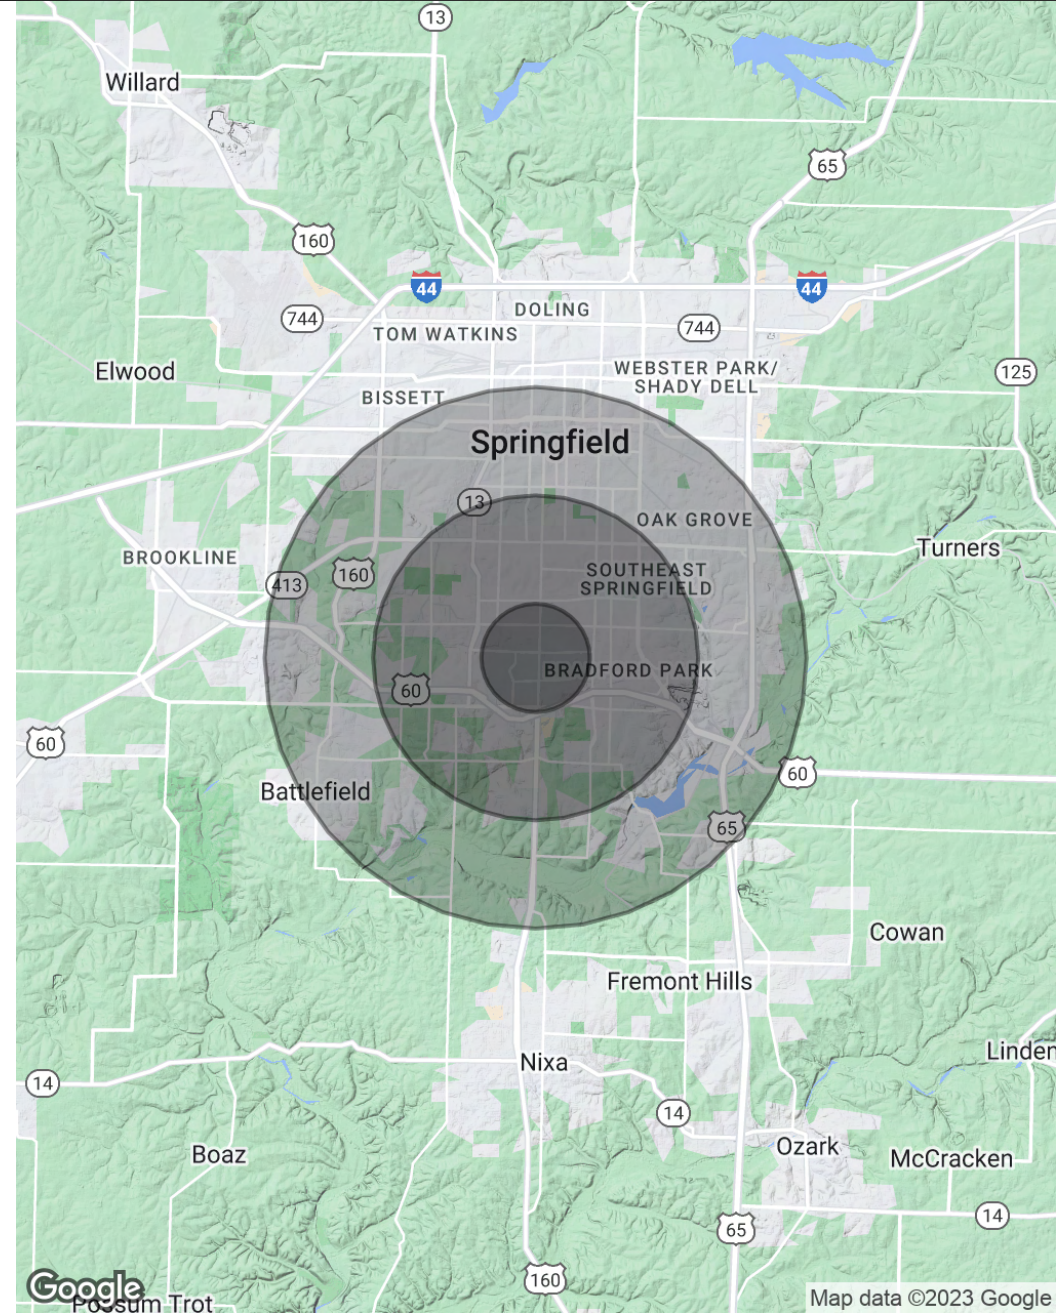 13
Willard
65
160
44
44
DOLING
744
744
TOM WATKINS
WEBSTER PARK/
SHADY DELL
Elwood
125
BISSETT
Springfield
13
OAK GROVE
BROOKLINE
Turners
160
SOUTHEAST
SPRINGFIELD
413
BRADFORD PARK
60
60
60
Battlefield
65
Cowan
Fremont Hills
Linden
Nixa
14
14
Boaz
Ozark
McCracken
14
65
160
Google
Possum Trot
Map data ©2023 Google